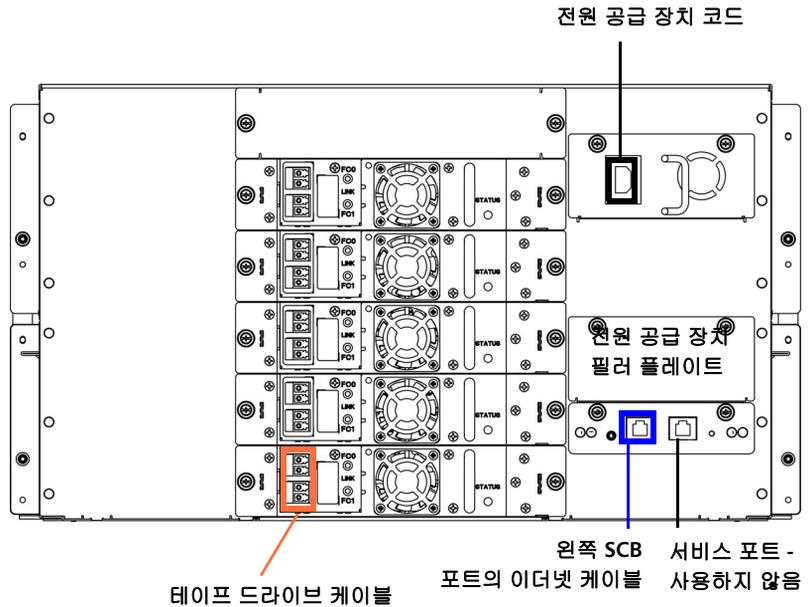 전원 공급 장치 코드
FC0
LINK
FC1
STATUS
FC0
LINK
FC1
STATUS
FC0
LINK
FC1
STATUS
전원 공급 장치
필러 플레이트
FC0
LINK
FC1
STATUS
FC0
LINK
FC1
STATUS
왼쪽 SCB
포트의 이더넷 케이블
서비스 포트 -
사용하지 않음
테이프 드라이브 케이블